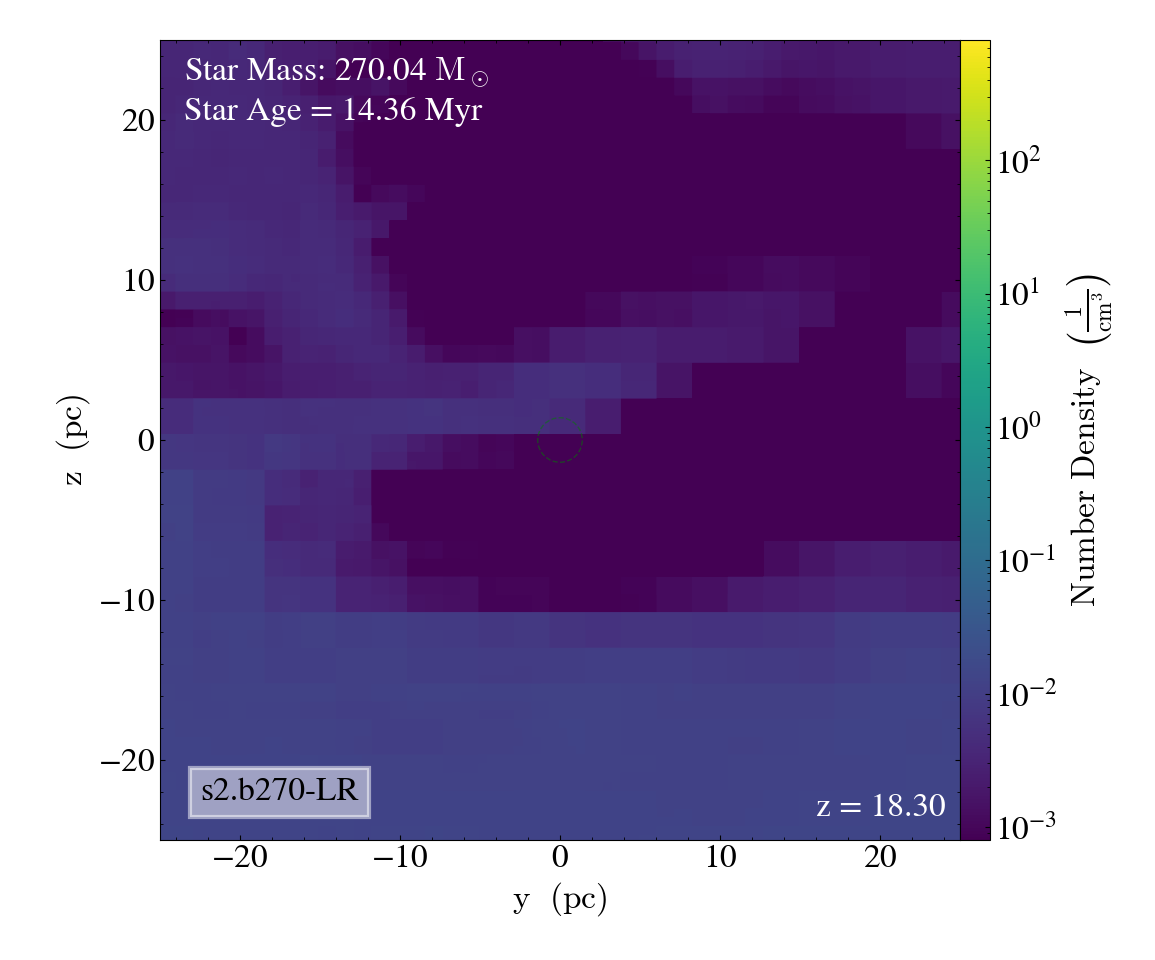 Star Mass: 270.04 M⊙
Star Age = 14.36 Myr
20
10
0
−10
−20
z (pc)
s2.b270-LR
z = 18.30
−20 −10 0 10 20
y (pc)
10² 
10¹
10⁰
10⁻¹
10⁻²
10⁻³
Number Density (1/cm³)